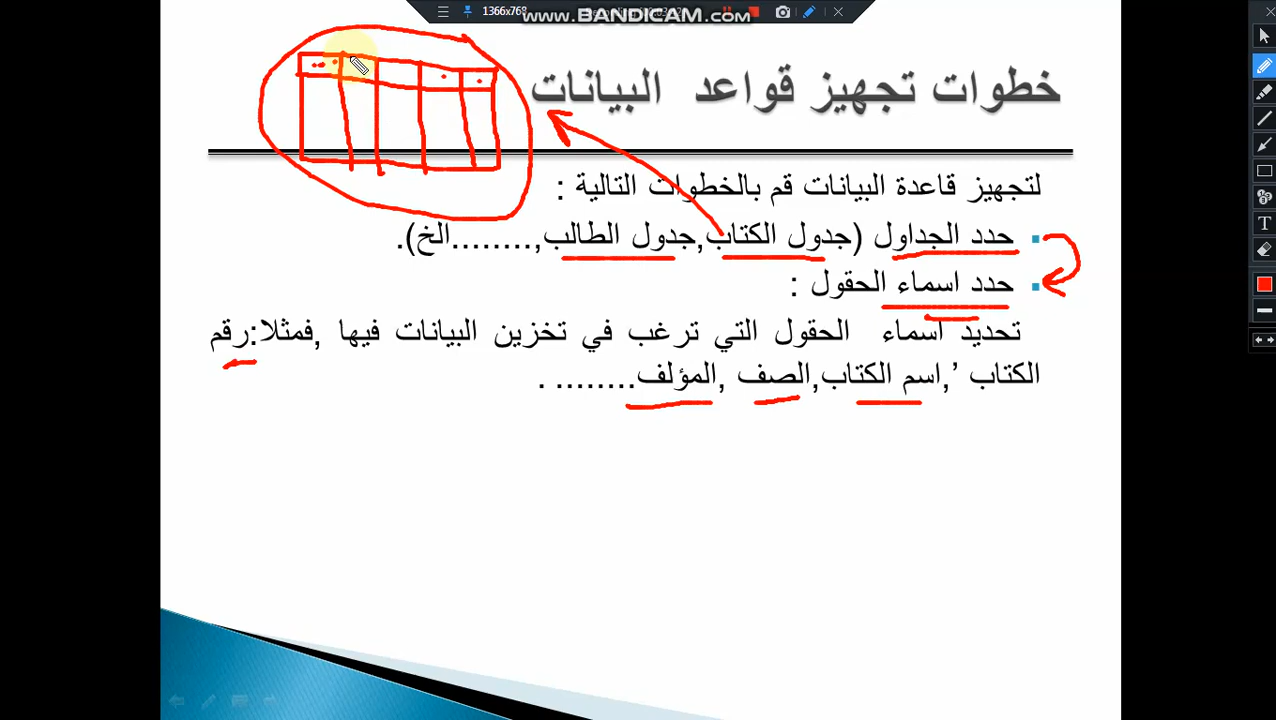 1366x768
www.BANDICAM.com
خطوات تجهيز قواعد البيانات
لتجهيز قاعدة البيانات قم بالخطوات التالية :
حدد الجداول (جدول الكتاب,جدول الطالب,........الخ).
حدد اسماء الحقول :
تحديد اسماء الحقول التي ترغب في تخزين البيانات فيها ,فمثلا:رقم
الكتاب ’,اسم الكتاب,الصف ,المؤلف........ .